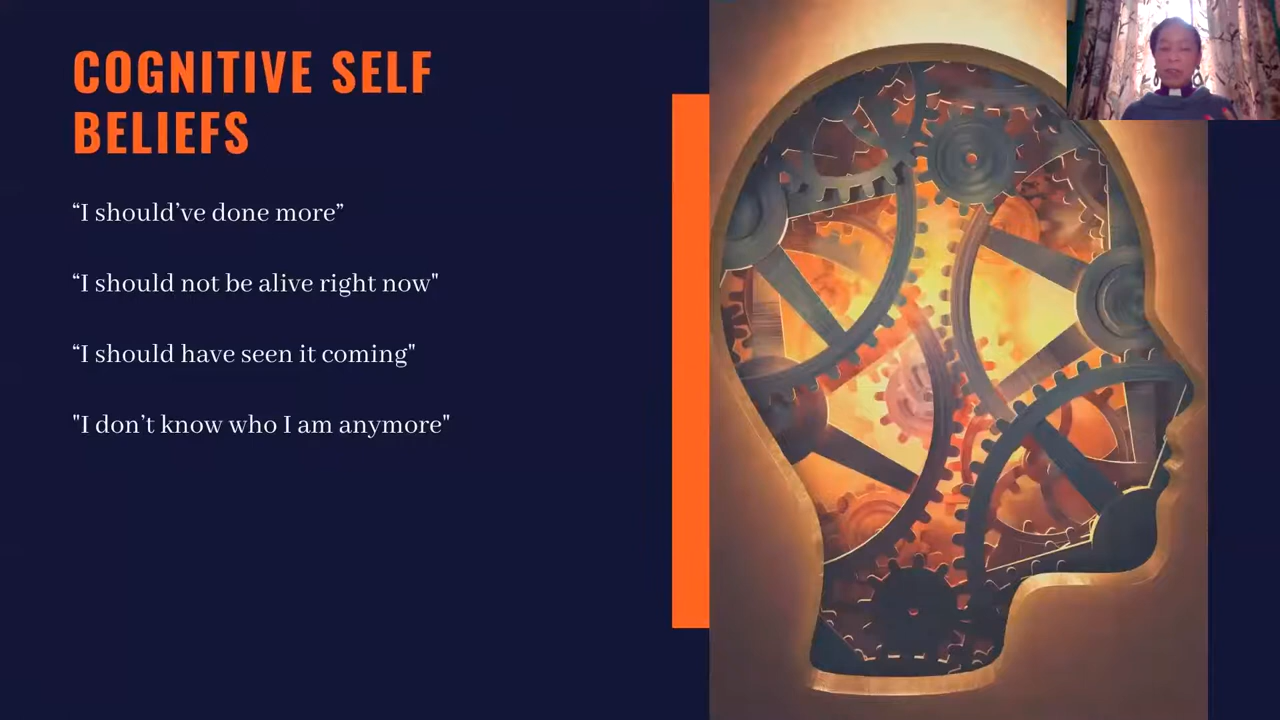 COGNITIVE SELF
BELIEFS
“I should’ve done more”
“I should not be alive right now"
“I should have seen it coming"
"I don’t know who I am anymore"